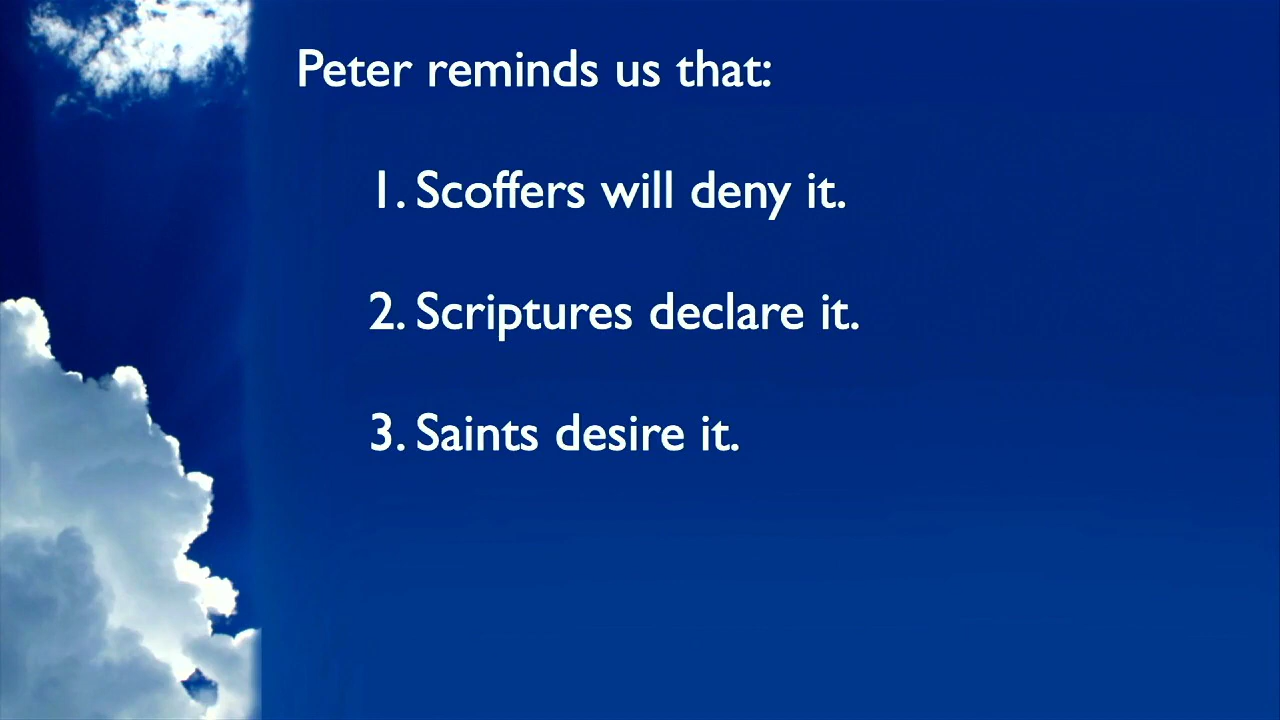 Peter reminds us that:
1. Scoffers will deny it.
2. Scriptures declare it.
3. Saints desire it.